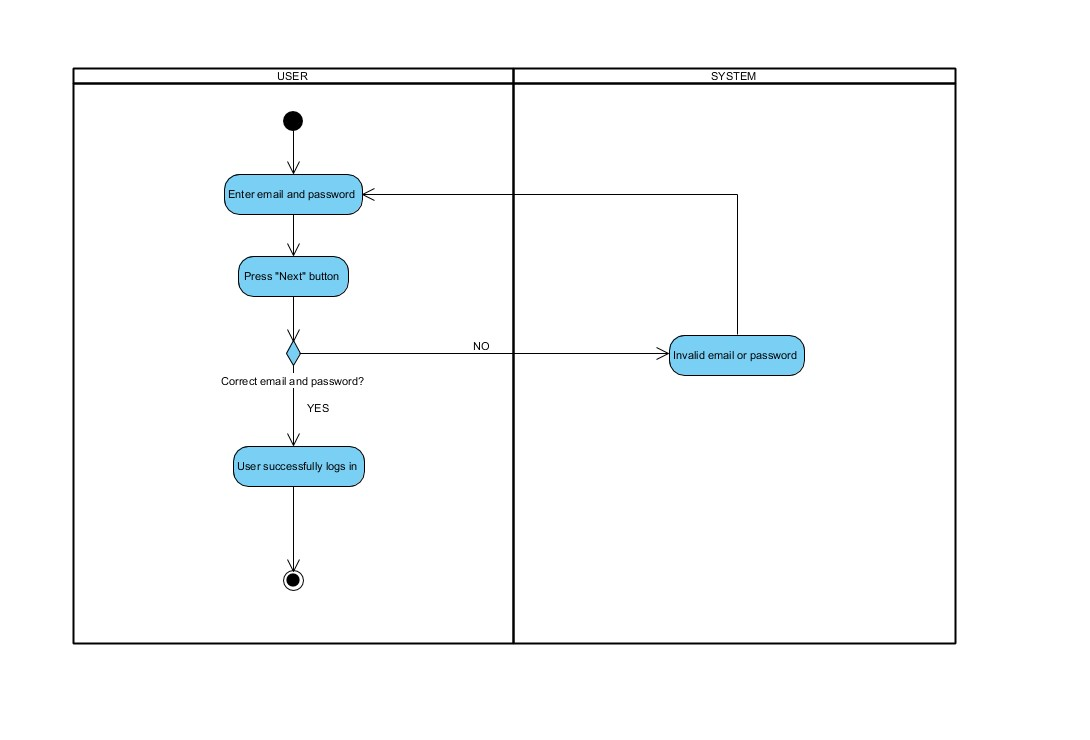 USER
SYSTEM
Enter email and password
Press "Next" button
NO
Invalid email or password
Correct email and password?
YES
User successfully logs in